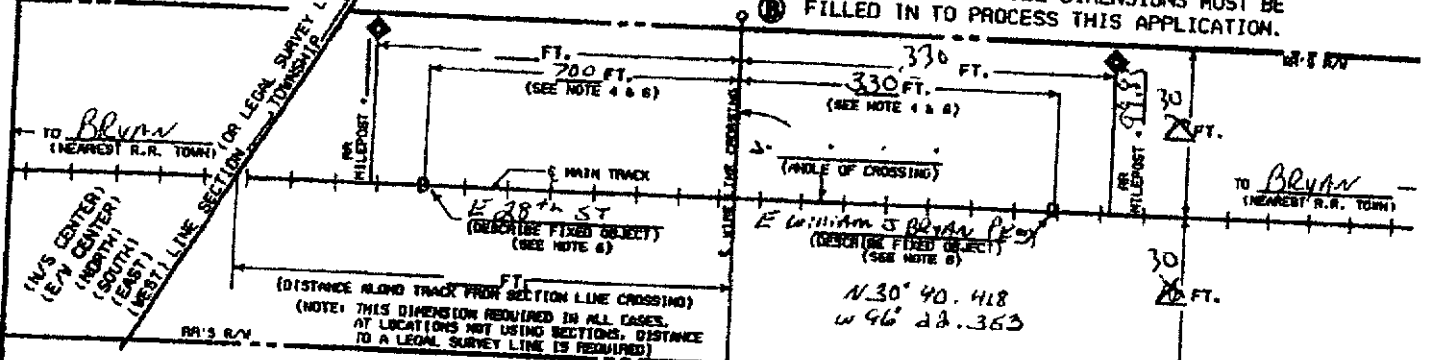 DIMENSIONS MUST BE
B FILLED IN TO PROCESS THIS APPLICATION.
(OR LEGAL SURVEY L
TOWNSHIP
FT.
330 FT.
RR'S R/W
700 FT.
(SEE NOTE 4 & 6)
330 FT.
(SEE NOTE 4 & 6)
30
FT.
TO BRYAN
(NEAREST R.R. TOWN)
RR
MILEPOST
WIRE LINE CROSSING
(ANGLE OF CROSSING)
RR
MILEPOST
TO BRYAN
(NEAREST R.R. TOWN)
MAIN TRACK
E 28th ST
(DESCRIBE FIXED OBJECT)
(SEE NOTE 6)
E William J BRYAN
(DESCRIBE FIXED OBJECT)
(SEE NOTE 6)
(N/S CENTER)
(E/W CENTER)
(NORTH)
(SOUTH)
(EAST)
(WEST) LINE SECTION
FT.
(DISTANCE ALONG TRACK FROM SECTION LINE CROSSING)
(NOTE: THIS DIMENSION REQUIRED IN ALL CASES.
AT LOCATIONS NOT USING SECTIONS, DISTANCE
TO A LEGAL SURVEY LINE IS REQUIRED)
N 30° 40.418
W 96° 22.363
30
FT.
RR'S R/W